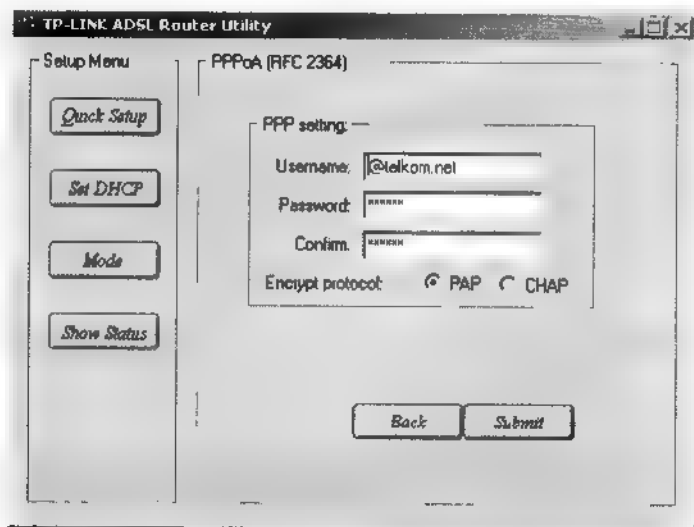 TP-LINK ADSL Router Utility
Setup Menu
Quick Setup
Set DHCP
Mode
Show Status
PPPoA (RFC 2364)
PPP setting:
Username: @telkom.net
Password: ******
Confirm. ******
Encrypt protocol: PAP CHAP
Back Submit